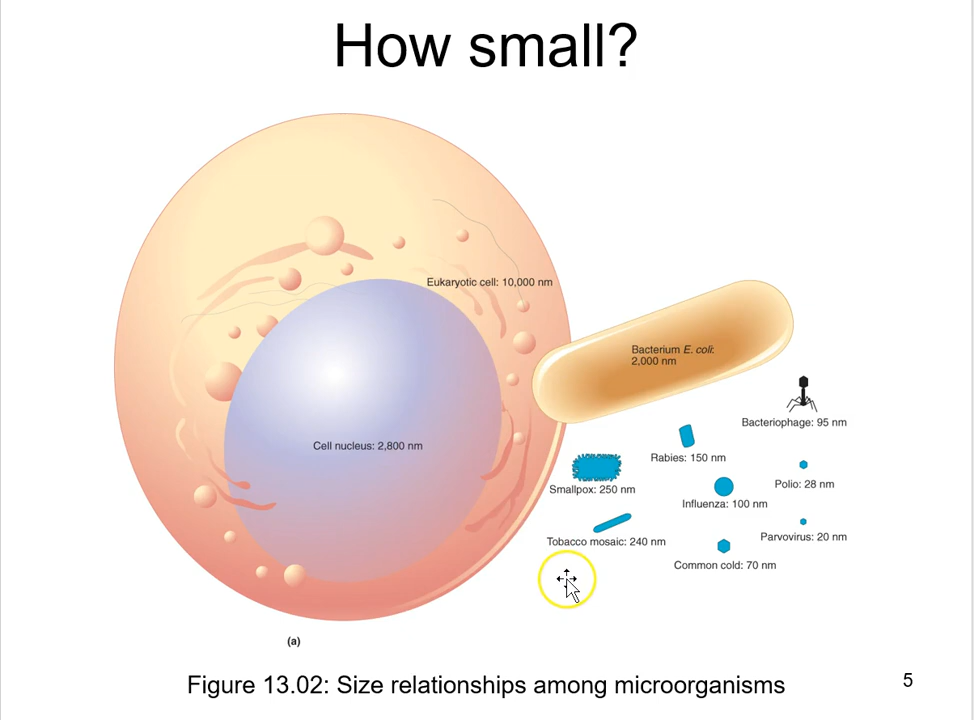 How small?
Eukaryotic cell: 10,000 nm
Bacterium E. coli:
2,000 nm
Bacteriophage: 95 nm
Cell nucleus: 2,800 nm
Rabies: 150 nm
Smallpox: 250 nm
Polio: 28 nm
Influenza: 100 nm
Tobacco mosaic: 240 nm
Parvovirus: 20 nm
Common cold: 70 nm
(a)
Figure 13.02: Size relationships among microorganisms
5